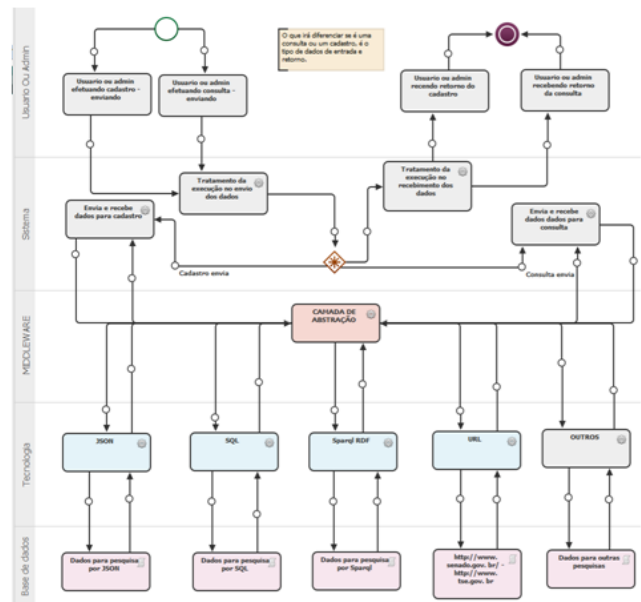 Usuario Ou Admin
O que irá diferenciar se é uma
consulta ou um cadastro, é o
tipo de dados de entrada e
retorno.
Usuario ou admin
efetuando cadastro -
enviando
Usuario ou admin
efetuando consulta -
enviando
Usuario ou admin
recendo retorno do
cadastro
Usuario ou admin
recebendo retorno
da consulta
Sistema
Tratamento da
execução no envio
dos dados
Tratamento da
execução no
recebimento dos
dados
Envia e recebe
dados para cadastro
Envia e recebe
dados dados para
consulta
Cadastro envia
Consulta envia
MIDDLEWARE
CAMADA DE
ABSTRAÇÃO
Tecnologia
JSON
SQL
Sparql RDF
URL
OUTROS
Base de dados
Dados para pesquisa
por JSON
Dados para pesquisa
por SQL
Dados para pesquisa
por Sparql
http://www.
senado.gov. br/ -
http://www.
tse.gov. br
Dados para outras
pesquisas